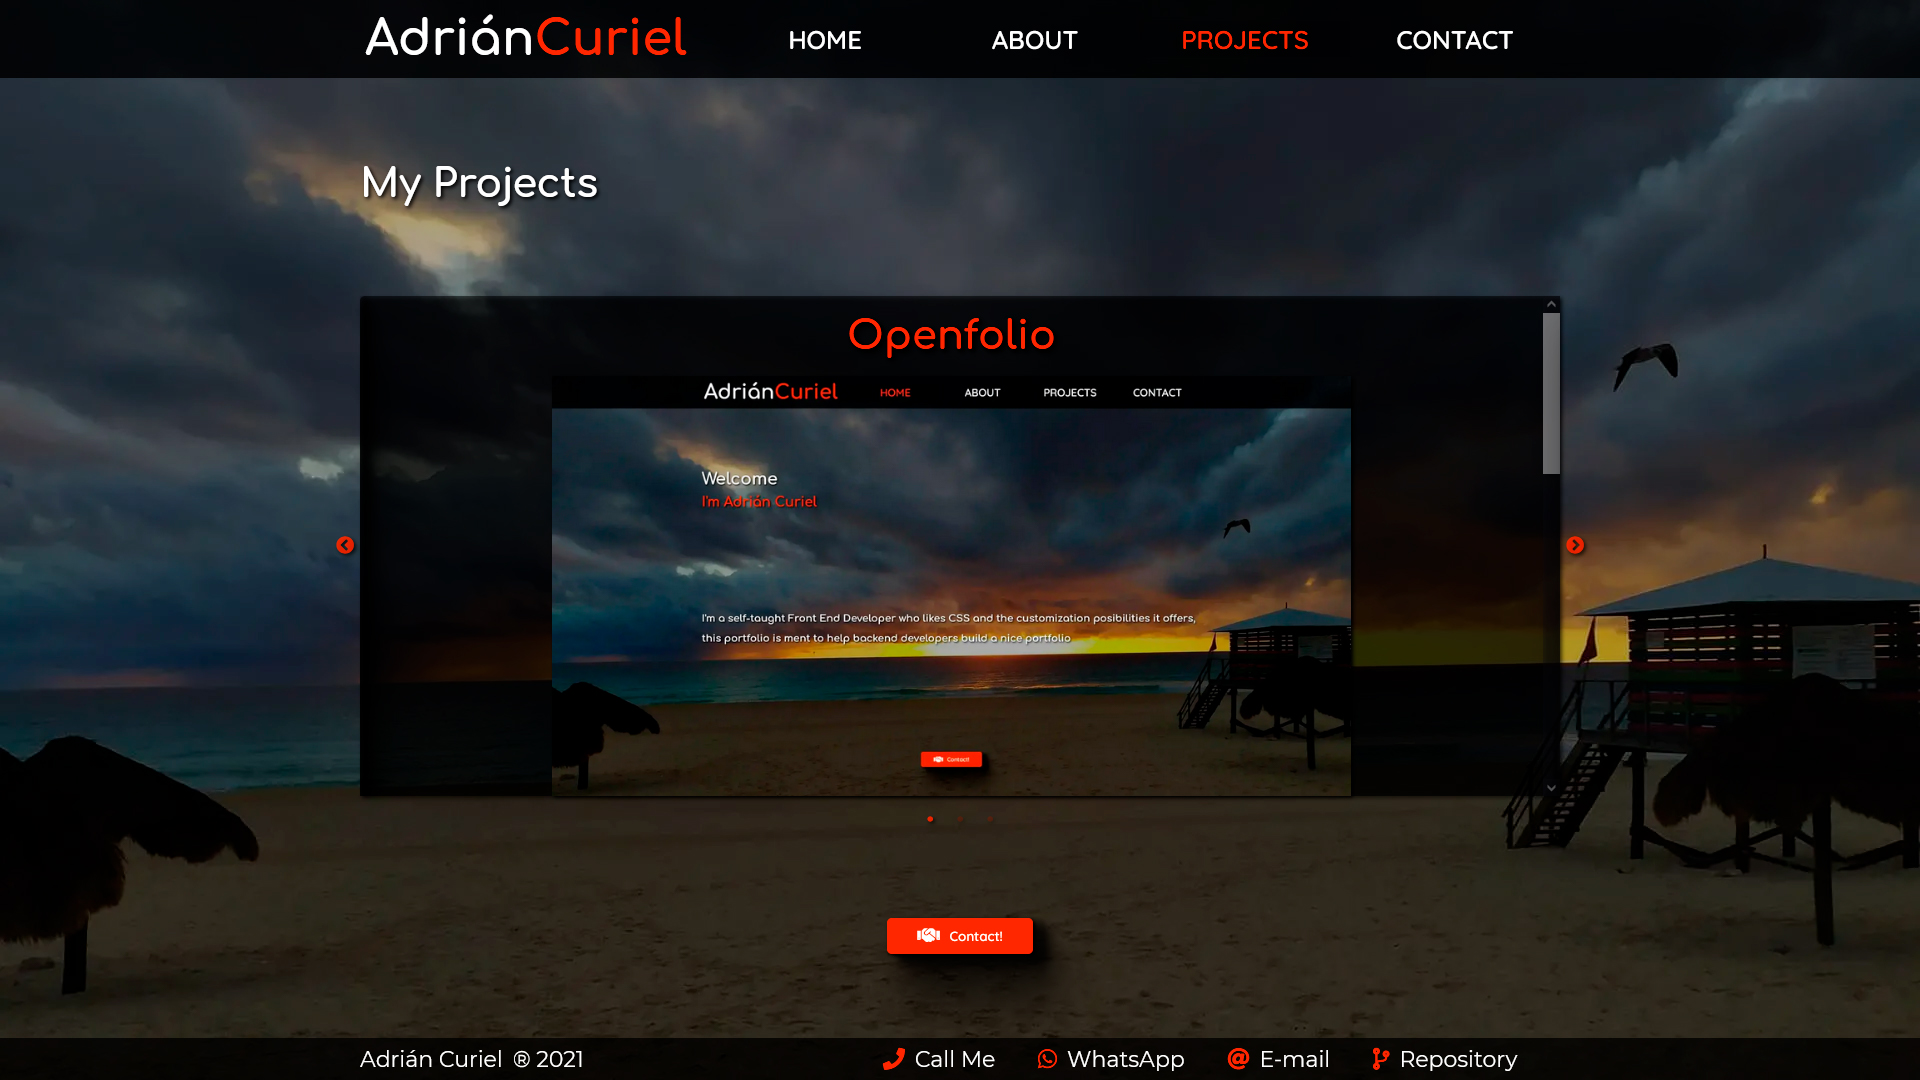 AdriánCuriel HOME ABOUT PROJECTS CONTACT
My Projects
Openfolio
AdriánCuriel HOME ABOUT PROJECTS CONTACT
Welcome
I'm Adrián Curiel
I'm a self-taught Front End Developer who likes CSS and the customization posibilities it offers,
this portfolio is ment to help backend developers build a nice portfolio
Contact!
Contact!
Adrián Curiel ® 2021 Call Me WhatsApp E-mail Repository